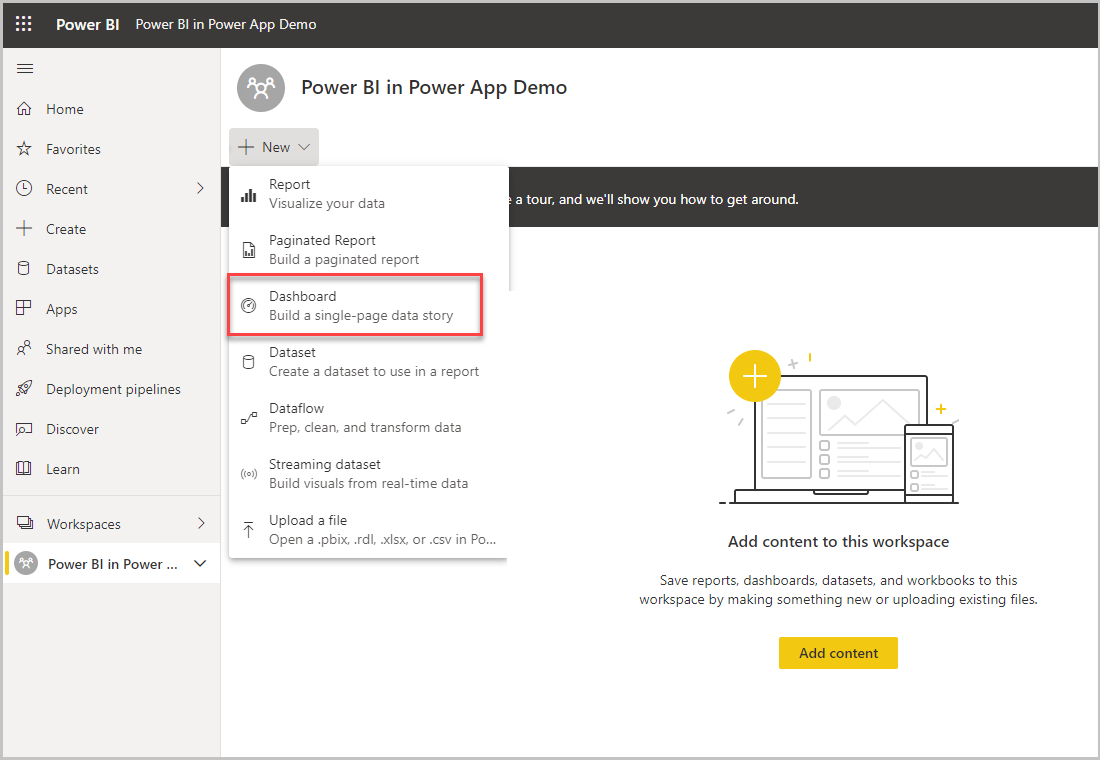 Power BI Power BI in Power App Demo
Home
Favorites
Recent
Create
Datasets
Apps
Shared with me
Deployment pipelines
Discover
Learn
Workspaces
Power BI in Power ...
Power BI in Power App Demo
New
Report
Visualize your data
Paginated Report
Build a paginated report
Dashboard
Build a single-page data story
Dataset
Create a dataset to use in a report
Dataflow
Prep, clean, and transform data
Streaming dataset
Build visuals from real-time data
Upload a file
Open a .pbix, .rdl, .xlsx, or .csv in Po...
e a tour, and we'll show you how to get around.
Add content to this workspace
Save reports, dashboards, datasets, and workbooks to this
workspace by making something new or uploading existing files.
Add content